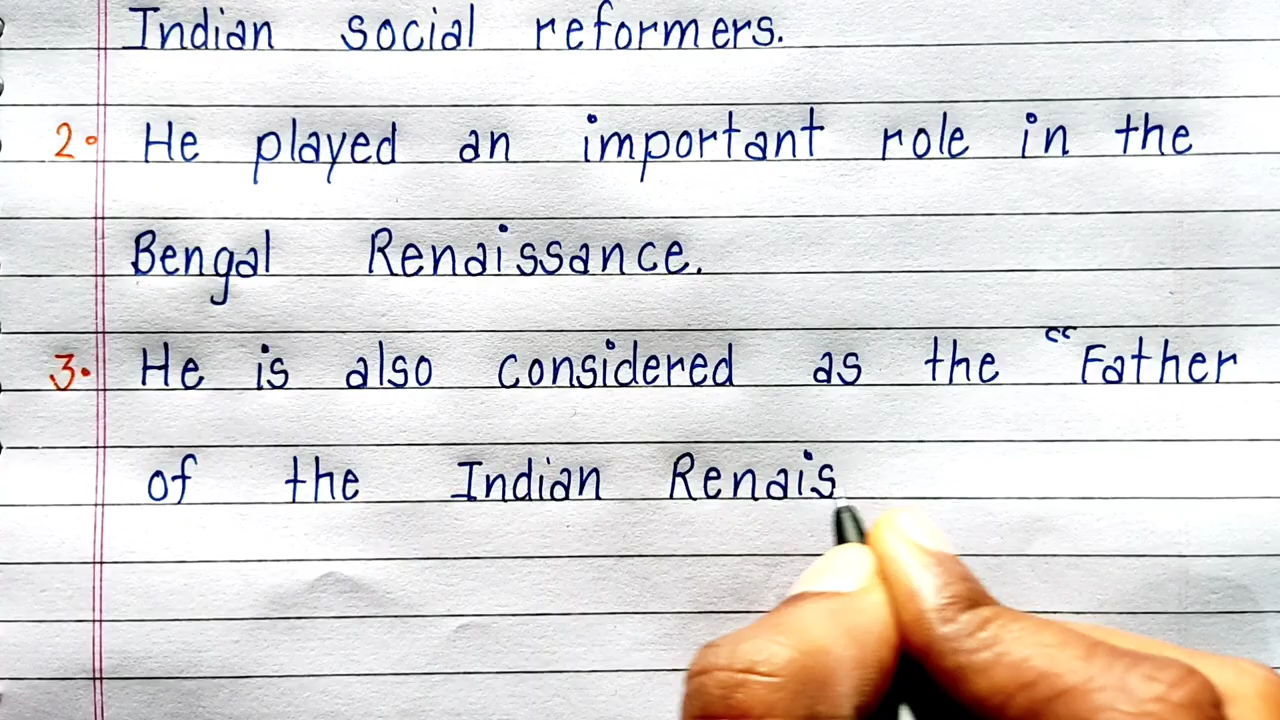 Indian social reformers.
2. He played an important role in the
Bengal Renaissance.
3. He is also considered as the "Father
of the Indian Renais